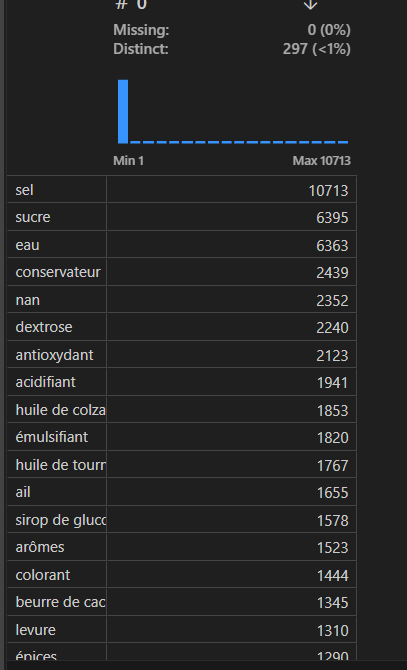 # 0
Missing: 0 (0%)
Distinct: 297 (<1%)
Min 1 Max 10713
sel 10713
sucre 6395
eau 6363
conservateur 2439
nan 2352
dextrose 2240
antioxydant 2123
acidifiant 1941
huile de colza 1853
émulsifiant 1820
huile de tourn 1767
ail 1655
sirop de gluco 1578
arômes 1523
colorant 1444
beurre de cac 1345
levure 1310
épices 1290